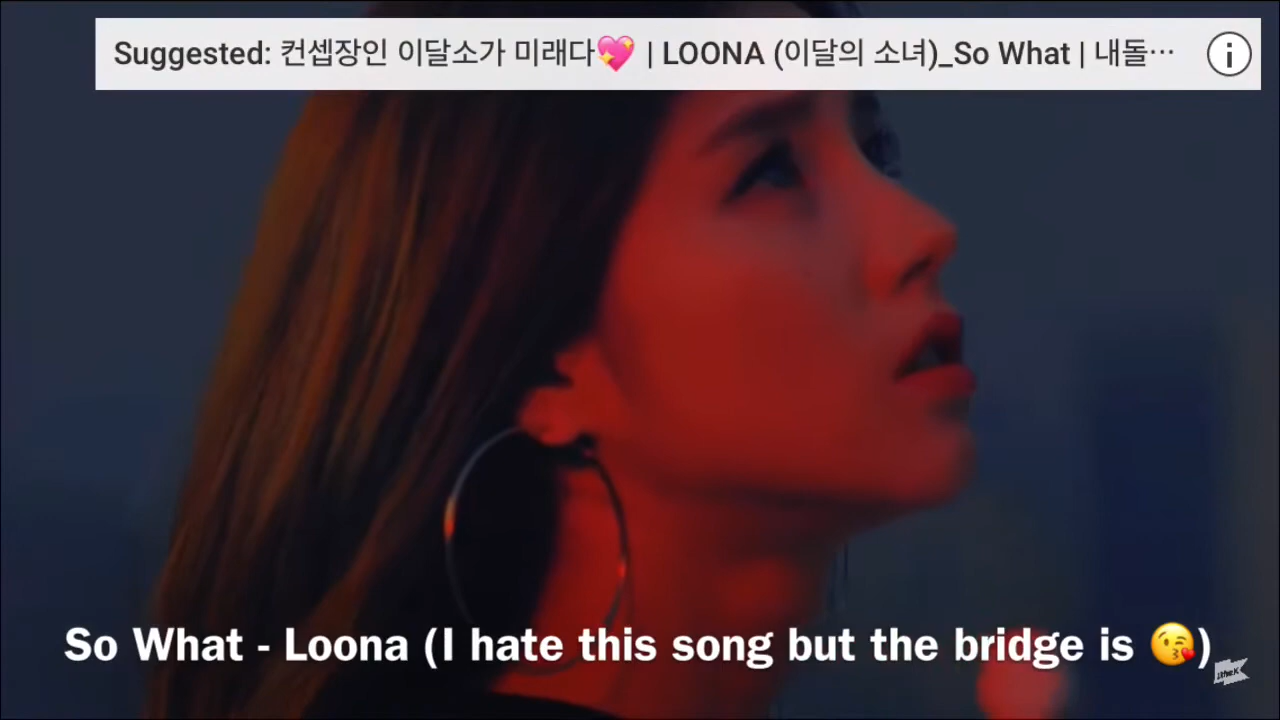 Suggested: 컨셉장인 이달소가 미래다💖 | LOONA (이달의 소녀)_So What | 내돌…
So What - Loona (I hate this song but the bridge is 😘)